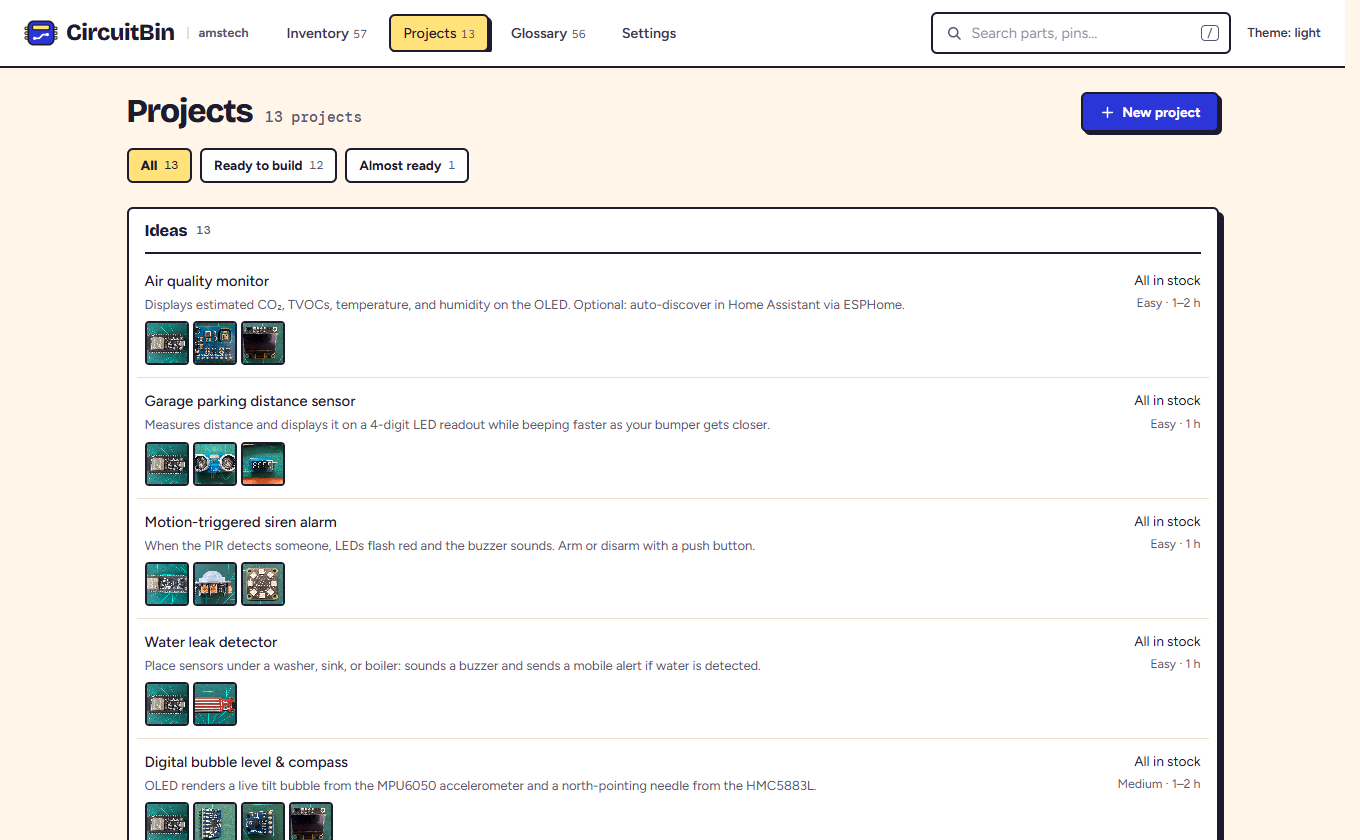 CircuitBin | amstech Inventory 57 Projects 13 Glossary 56 Settings Search parts, pins... / Theme: light
Projects 13 projects
+ New project
All 13 Ready to build 12 Almost ready 1
Ideas 13
Air quality monitor All in stock
Displays estimated CO₂, TVOCs, temperature, and humidity on the OLED. Optional: auto-discover in Home Assistant via ESPHome. Easy · 1–2 h
Garage parking distance sensor All in stock
Measures distance and displays it on a 4-digit LED readout while beeping faster as your bumper gets closer. Easy · 1 h
Motion-triggered siren alarm All in stock
When the PIR detects someone, LEDs flash red and the buzzer sounds. Arm or disarm with a push button. Easy · 1 h
Water leak detector All in stock
Place sensors under a washer, sink, or boiler: sounds a buzzer and sends a mobile alert if water is detected. Easy · 1 h
Digital bubble level & compass All in stock
OLED renders a live tilt bubble from the MPU6050 accelerometer and a north-pointing needle from the HMC5883L. Medium · 1–2 h